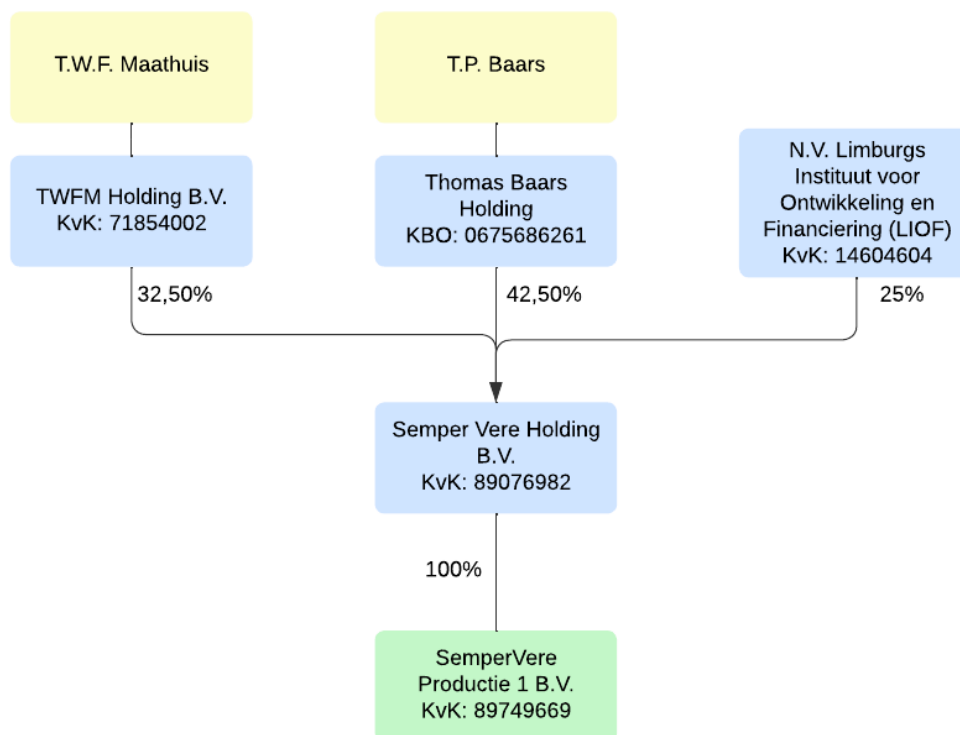 T.W.F. Maathuis
T.P. Baars
TWFM Holding B.V.
KvK: 71854002
Thomas Baars
Holding
KBO: 0675686261
N.V. Limburgs
Instituut voor
Ontwikkeling en
Financiering (LIOF)
KvK: 14604604
32,50%
42,50%
25%
Semper Vere Holding
B.V.
KvK: 89076982
100%
SemperVere
Productie 1 B.V.
KvK: 89749669